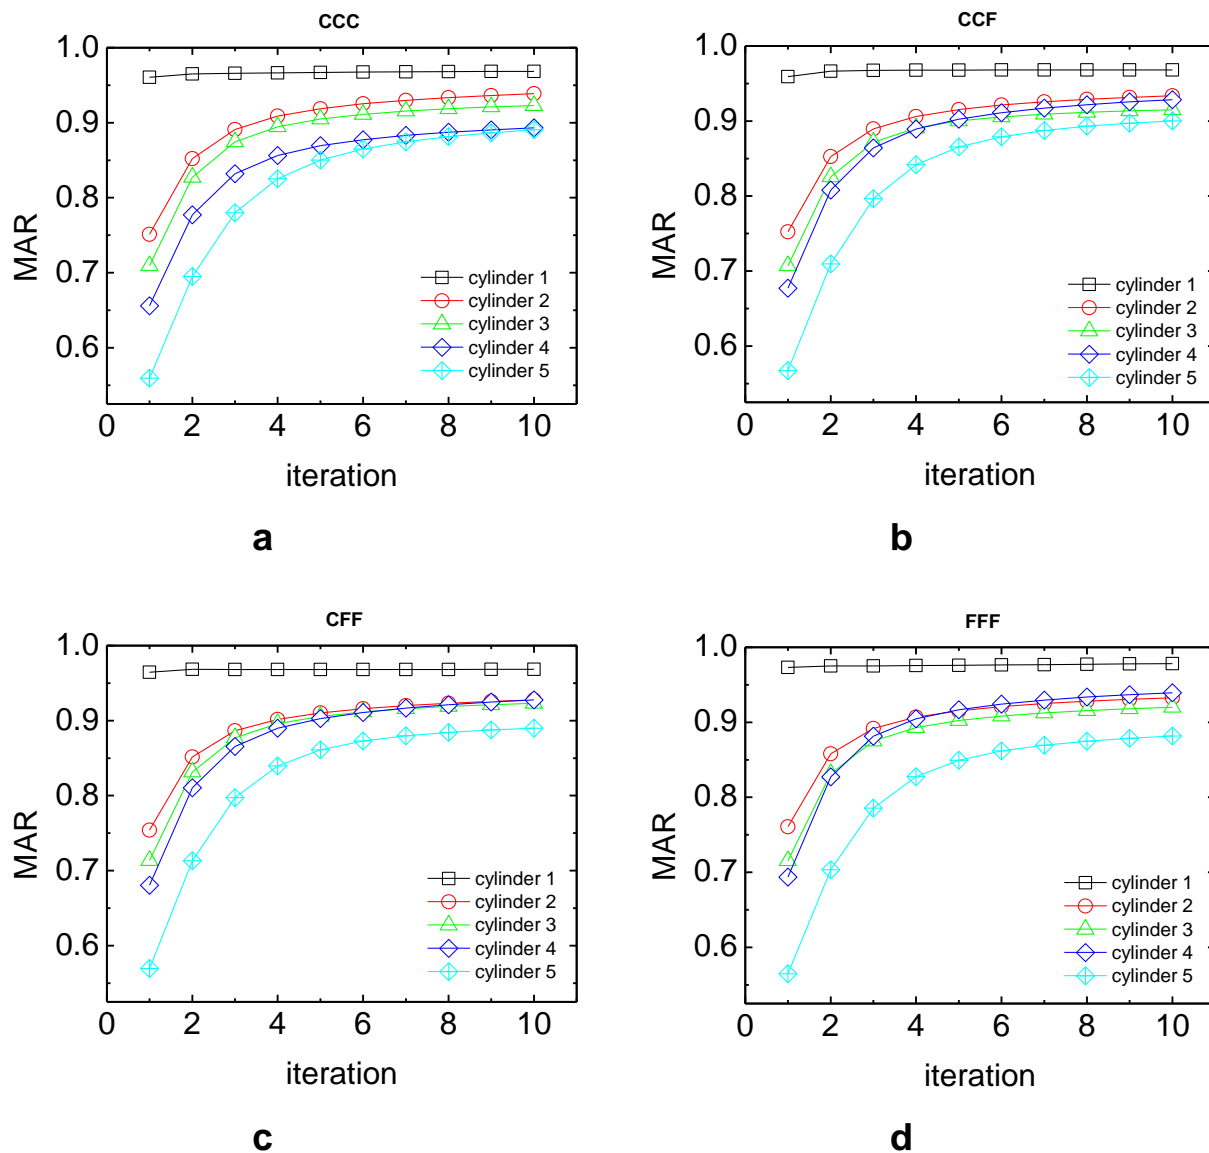 CCC
1.0
0.9
0.8
0.7
0.6
MAR
cylinder 1
cylinder 2
cylinder 3
cylinder 4
cylinder 5
0 2 4 6 8 10
iteration
a
CCF
1.0
0.9
0.8
0.7
0.6
MAR
cylinder 1
cylinder 2
cylinder 3
cylinder 4
cylinder 5
0 2 4 6 8 10
iteration
b
CFF
1.0
0.9
0.8
0.7
0.6
MAR
cylinder 1
cylinder 2
cylinder 3
cylinder 4
cylinder 5
0 2 4 6 8 10
iteration
c
FFF
1.0
0.9
0.8
0.7
0.6
MAR
cylinder 1
cylinder 2
cylinder 3
cylinder 4
cylinder 5
0 2 4 6 8 10
iteration
d